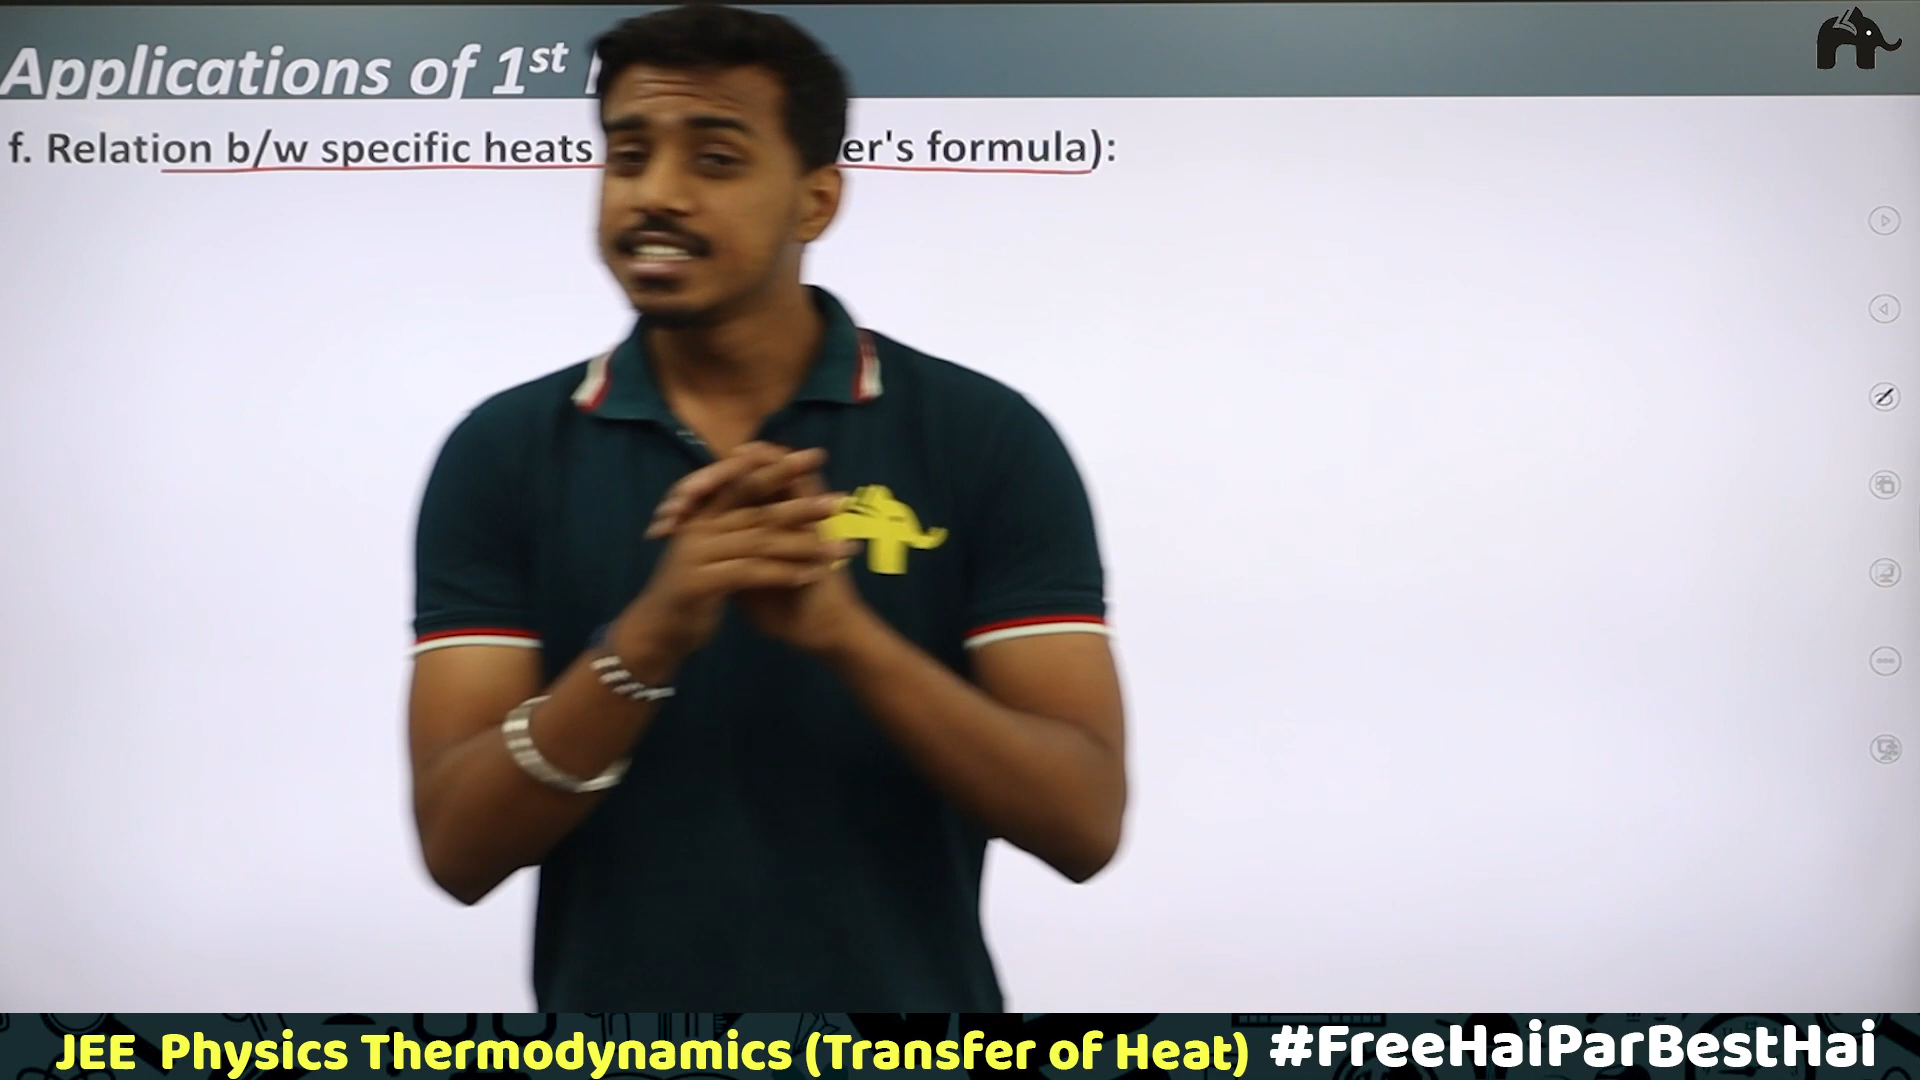 Applications of 1st
f. Relation b/w specific heats er's formula):
JEE Physics Thermodynamics (Transfer of Heat) #FreeHaiParBestHai